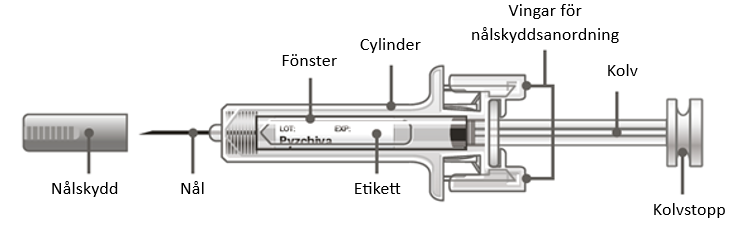 Vingar för
nålskyddsanordning
Cylinder
Fönster
Kolv
LOT: EXP:
Pyzchiva
Nålskydd
Nål
Etikett
Kolvstopp